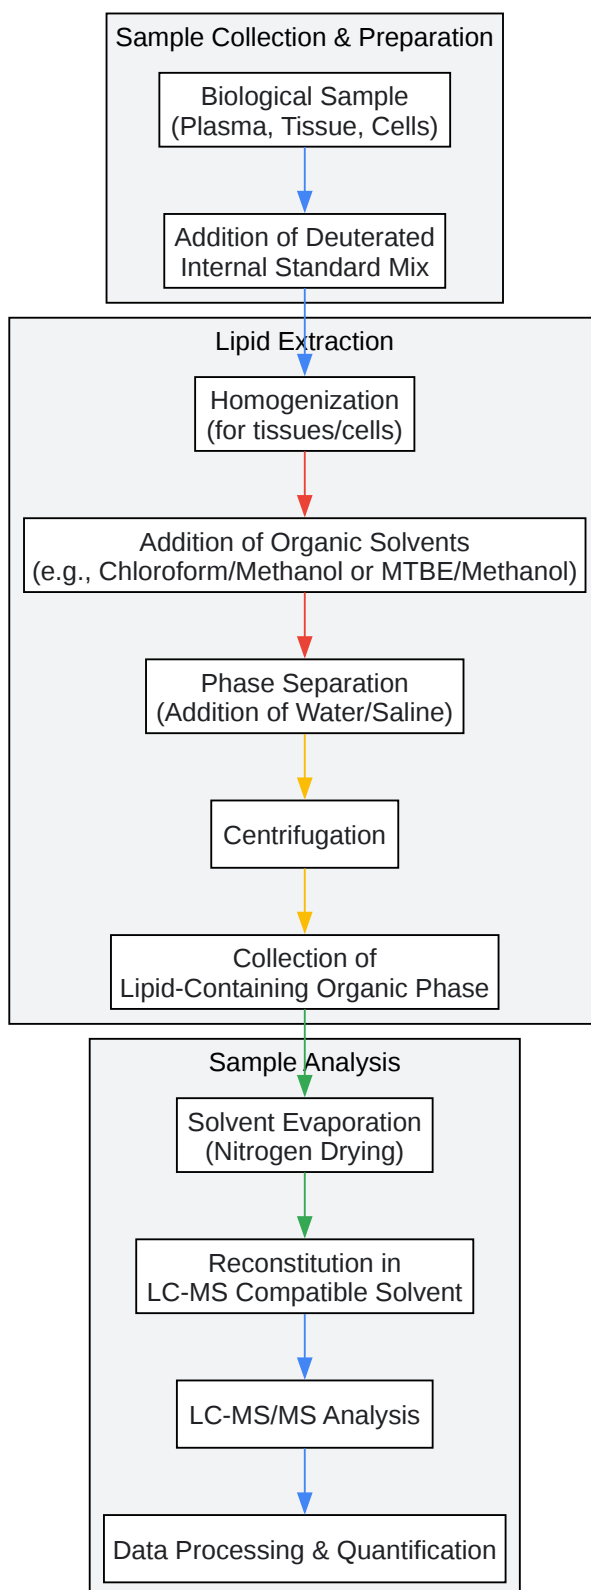 Sample Collection & Preparation
Biological Sample
(Plasma, Tissue, Cells)
Addition of Deuterated
Internal Standard Mix
Lipid Extraction
Homogenization
(for tissues/cells)
Addition of Organic Solvents
(e.g., Chloroform/Methanol or MTBE/Methanol)
Phase Separation
(Addition of Water/Saline)
Centrifugation
Collection of
Lipid-Containing Organic Phase
Sample Analysis
Solvent Evaporation
(Nitrogen Drying)
Reconstitution in
LC-MS Compatible Solvent
LC-MS/MS Analysis
Data Processing & Quantification